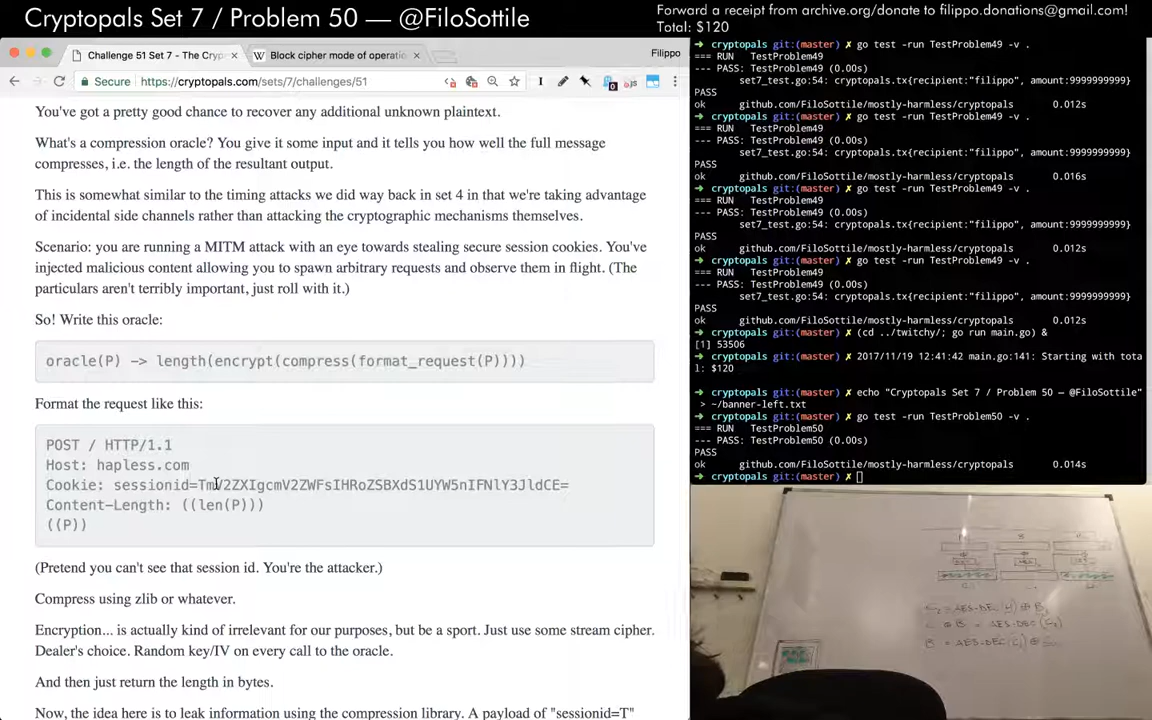 Cryptopals Set 7 / Problem 50 — @FiloSottile
Forward a receipt from archive.org/donate to filippo.donations@gmail.com!
Total: $120
Challenge 51 Set 7 - The Cryp
Block cipher mode of operatio
Filippo
Secure
https://cryptopals.com/sets/7/challenges/51
You've got a pretty good chance to recover any additional unknown plaintext.
What's a compression oracle? You give it some input and it tells you how well the full message
compresses, i.e. the length of the resultant output.
This is somewhat similar to the timing attacks we did way back in set 4 in that we're taking advantage
of incidental side channels rather than attacking the cryptographic mechanisms themselves.
Scenario: you are running a MITM attack with an eye towards stealing secure session cookies. You've
injected malicious content allowing you to spawn arbitrary requests and observe them in flight. (The
particulars aren't terribly important, just roll with it.)
So! Write this oracle:
oracle(P) -> length(encrypt(compress(format_request(P))))
Format the request like this:
POST / HTTP/1.1
Host: hapless.com
Cookie: sessionid=TmV2ZXIgcmV2ZWFsIHRoZSBXdS1UYW5nIFNlY3JldCE=
Content-Length: ((len(P)))
((P))
(Pretend you can't see that session id. You're the attacker.)
Compress using zlib or whatever.
Encryption... is actually kind of irrelevant for our purposes, but be a sport. Just use some stream cipher.
Dealer's choice. Random key/IV on every call to the oracle.
And then just return the length in bytes.
Now, the idea here is to leak information using the compression library. A payload of "sessionid=T"
➜ cryptopals git:(master) ✗ go test -run TestProblem49 -v .
=== RUN TestProblem49
--- PASS: TestProblem49 (0.00s)
set7_test.go:54: cryptopals.tx{recipient:"filippo", amount:9999999999}
PASS
ok github.com/FiloSottile/mostly-harmless/cryptopals 0.012s
➜ cryptopals git:(master) ✗ go test -run TestProblem49 -v .
=== RUN TestProblem49
--- PASS: TestProblem49 (0.00s)
set7_test.go:54: cryptopals.tx{recipient:"filippo", amount:9999999999}
PASS
ok github.com/FiloSottile/mostly-harmless/cryptopals 0.016s
➜ cryptopals git:(master) ✗ go test -run TestProblem49 -v .
=== RUN TestProblem49
--- PASS: TestProblem49 (0.00s)
set7_test.go:54: cryptopals.tx{recipient:"filippo", amount:9999999999}
PASS
ok github.com/FiloSottile/mostly-harmless/cryptopals 0.012s
➜ cryptopals git:(master) ✗ go test -run TestProblem49 -v .
=== RUN TestProblem49
--- PASS: TestProblem49 (0.00s)
set7_test.go:54: cryptopals.tx{recipient:"filippo", amount:9999999999}
PASS
ok github.com/FiloSottile/mostly-harmless/cryptopals 0.012s
➜ cryptopals git:(master) ✗ (cd ../twitchy/; go run main.go) &
[1] 53506
➜ cryptopals git:(master) ✗ 2017/11/19 12:41:42 main.go:141: Starting with tota
l: $120
➜ cryptopals git:(master) ✗ echo "Cryptopals Set 7 / Problem 50 — @FiloSottile"
> ~/banner-left.txt
➜ cryptopals git:(master) ✗ go test -run TestProblem50 -v .
=== RUN TestProblem50
--- PASS: TestProblem50 (0.00s)
PASS
ok github.com/FiloSottile/mostly-harmless/cryptopals 0.014s
➜ cryptopals git:(master) ✗